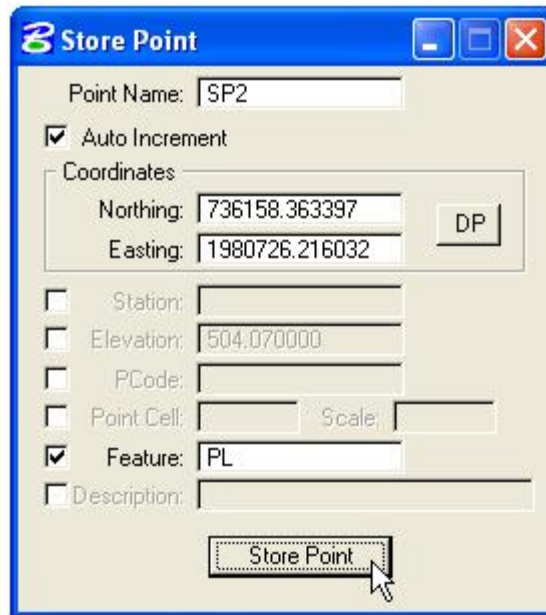 Store Point
Point Name: SP2
Auto Increment
Coordinates
Northing: 736158.363397
DP
Easting: 1980726.216032
Station:
Elevation: 504.070000
PCode:
Point Cell: Scale:
Feature: PL
Description:
Store Point